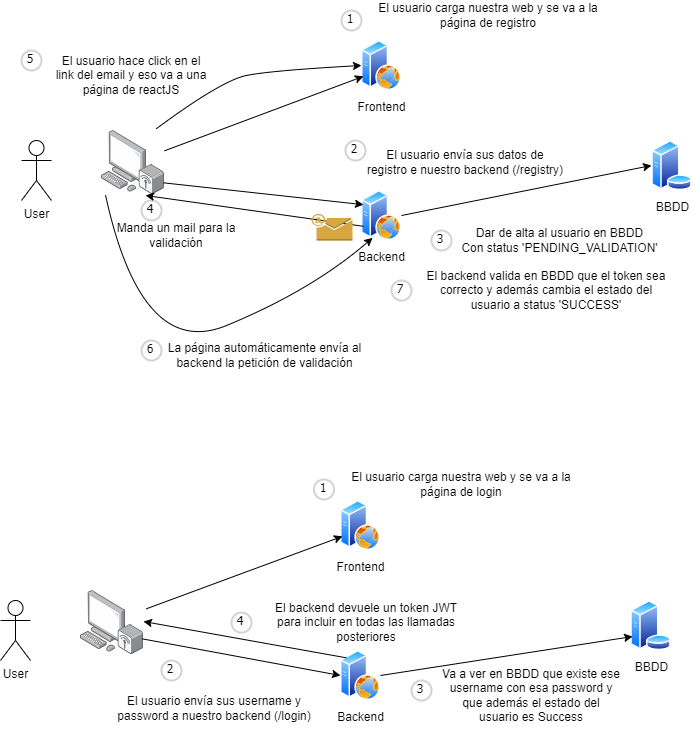 1
El usuario carga nuestra web y se va a la
página de registro
5
El usuario hace click en el
link del email y eso va a una
página de reactJS
Frontend
2
El usuario envía sus datos de
registro e nuestro backend (/registry)
User
4
Manda un mail para la
validación
Backend
BBDD
3
Dar de alta al usuario en BBDD
Con status 'PENDING_VALIDATION'
7
El backend valida en BBDD que el token sea
correcto y además cambia el estado del
usuario a status 'SUCCESS'
6
La página automáticamente envía al
backend la petición de validación
1
El usuario carga nuestra web y se va a la
página de login
Frontend
4
El backend devuele un token JWT
para incluir en todas las llamadas
posteriores
User
2
El usuario envía sus username y
password a nuestro backend (/login)
Backend
3
Va a ver en BBDD que existe ese
username con esa password y
que además el estado del
usuario es Success
BBDD